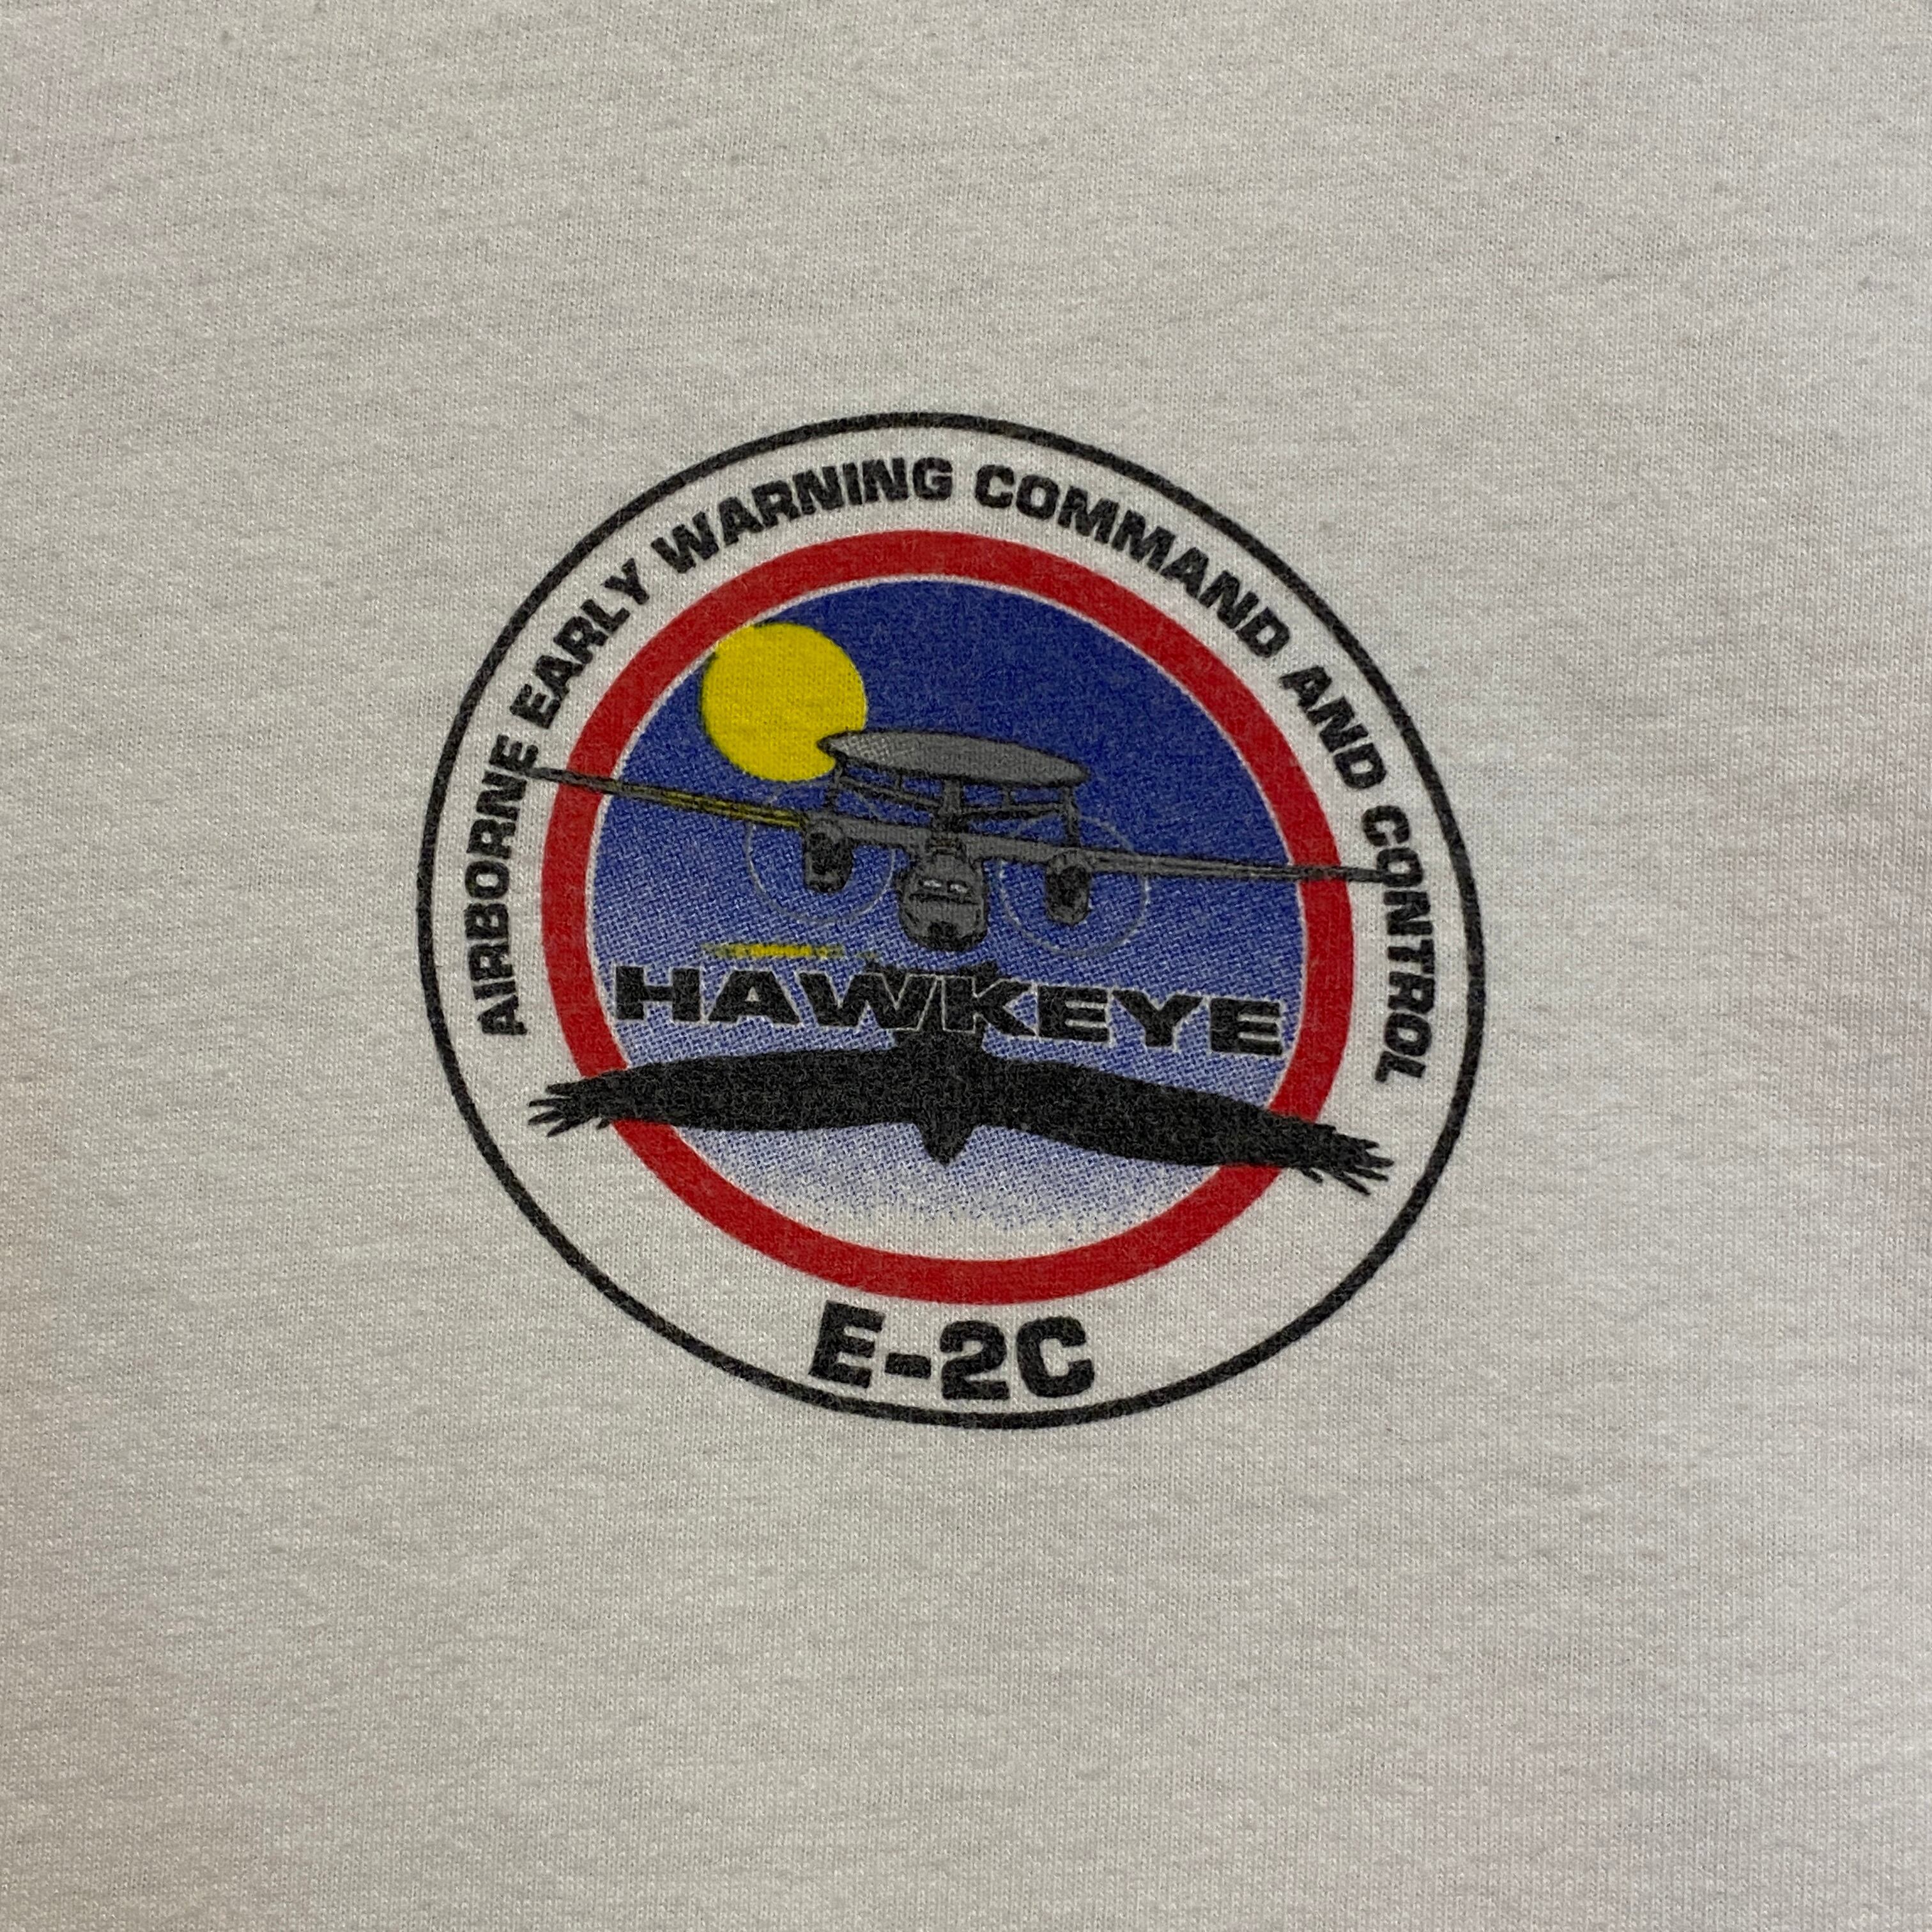 AIRBORNE EARLY WARNING COMMAND AND CONTROL
HAWKEYE
E-2C